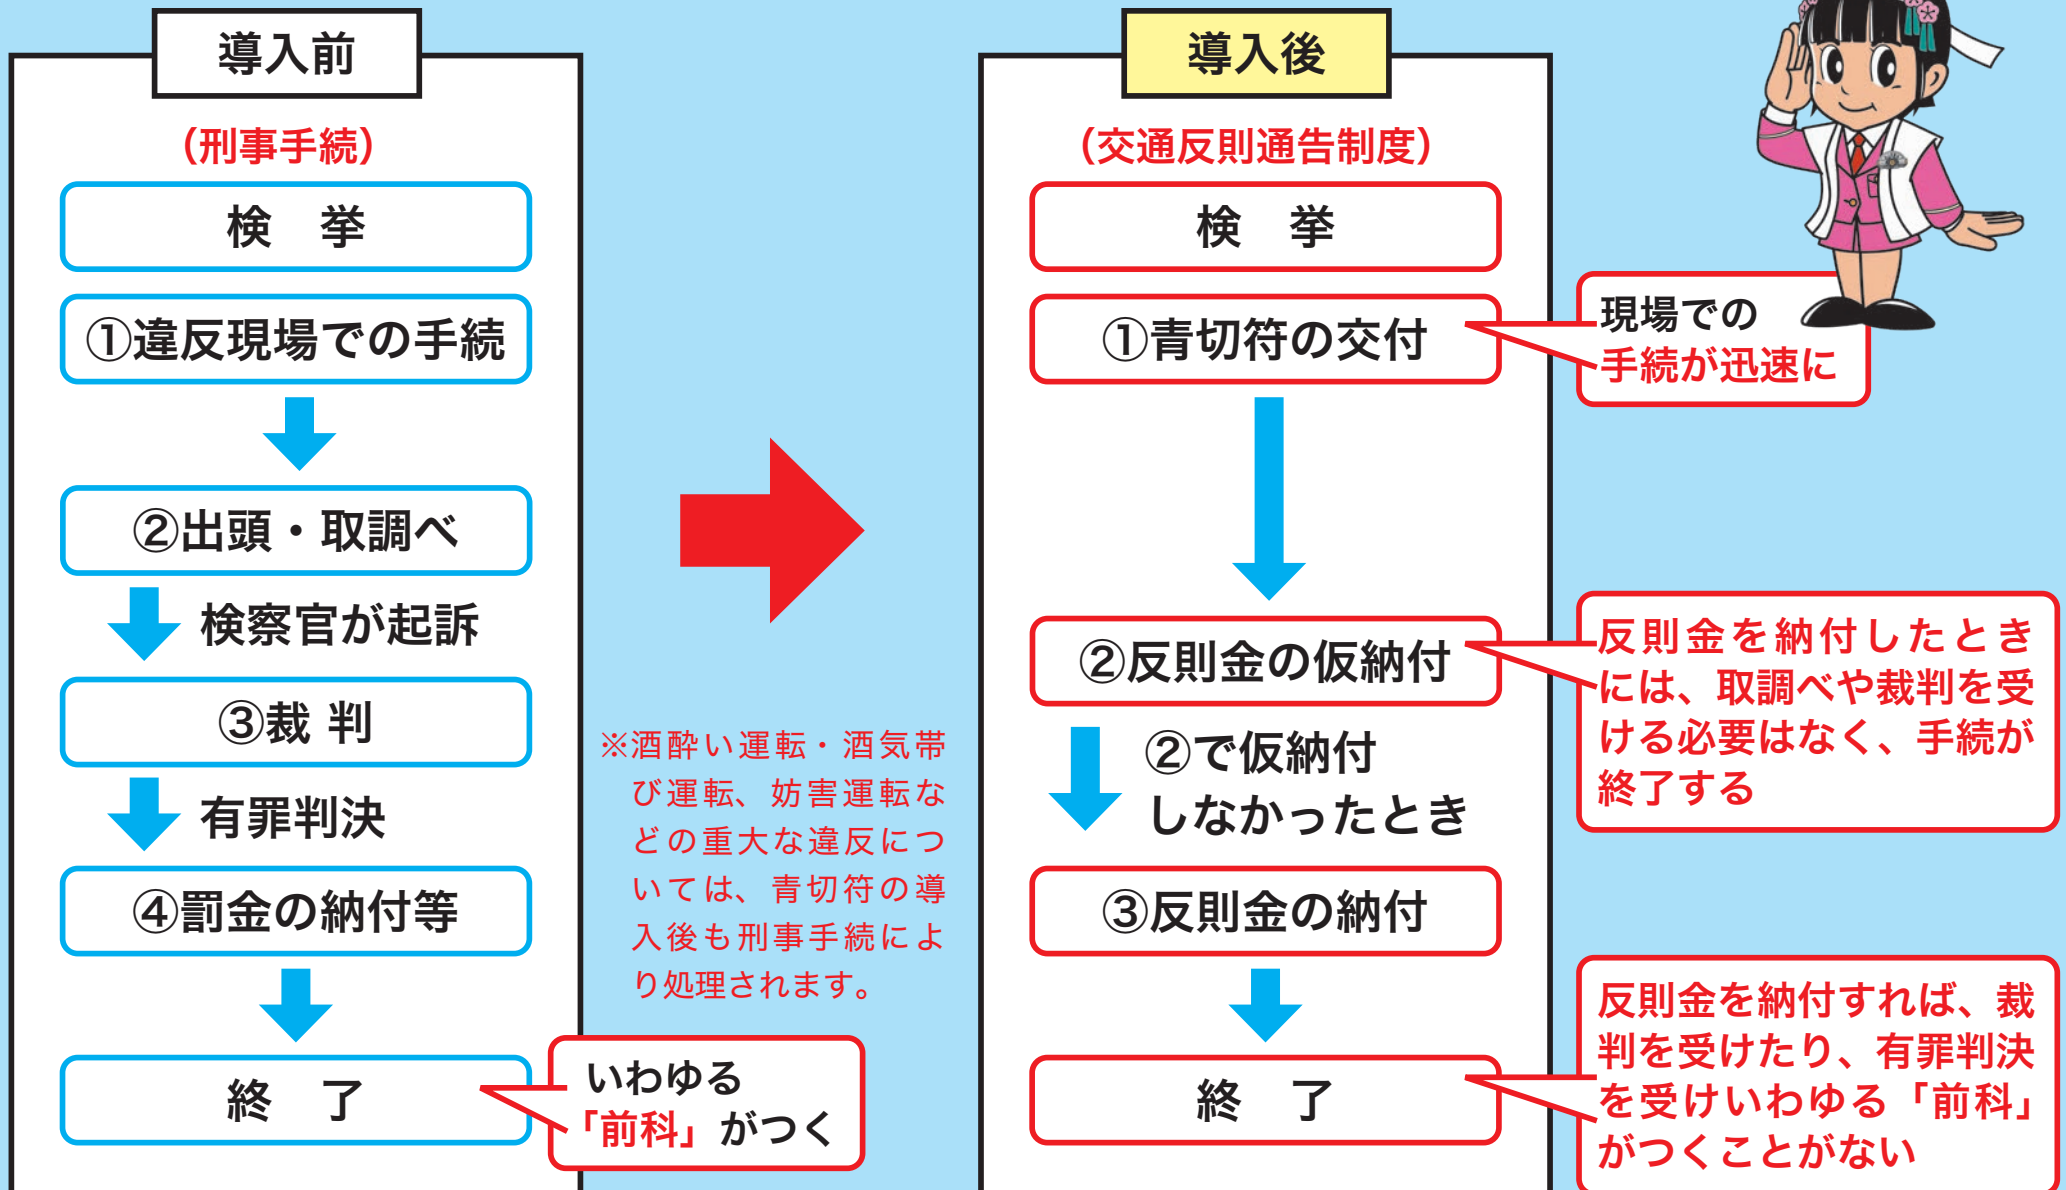 導入前
（刑事手続）
検　挙
①違反現場での手続
②出頭・取調べ
検察官が起訴
③裁 判
有罪判決
④罰金の納付等
終　了
いわゆる
「前科」がつく
※酒酔い運転・酒気帯
び運転、妨害運転な
どの重大な違反につ
いては、青切符の導
入後も刑事手続によ
り処理されます。
導入後
（交通反則通告制度）
検　挙
①青切符の交付
現場での
手続が迅速に
②反則金の仮納付
反則金を納付したとき
には、取調べや裁判を受
ける必要はなく、手続が
終了する
②で仮納付
しなかったとき
③反則金の納付
終　了
反則金を納付すれば、裁
判を受けたり、有罪判決
を受けいわゆる「前科」
がつくことがない